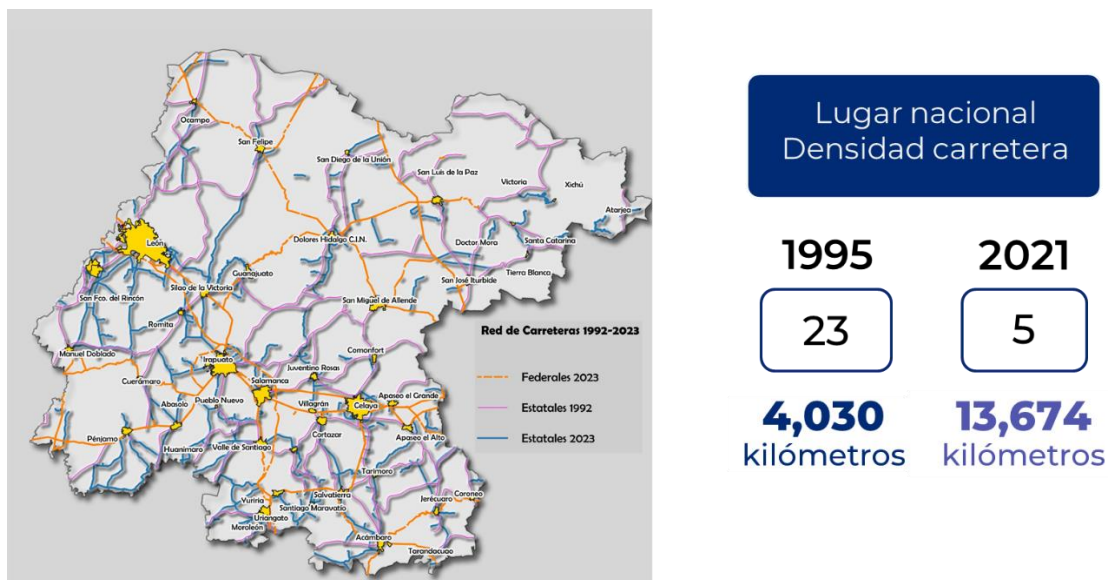 Ocampo
San Felipe
San Diego de la Unión
San Luis de la Paz
Victoria
Xichú
Atarjea
León
Dolores Hidalgo C.I.N.
Doctor Mora
Santa Catarina
Tierra Blanca
Guanajuato
San José Iturbide
Silao de la Victoria
San Fco. del Rincón
San Miguel de Allende
Romita
Manuel Doblado
Irapuato
Comonfort
Cuerámaro
Salamanca
Juventino Rosas
Abasolo
Pueblo Nuevo
Villagrán
Celaya
Apaseo el Grande
Pénjamo
Cortazar
Apaseo el Alto
Huanímaro
Valle de Santiago
Tarimoro
Yuriria
Salvatierra
Jerécuaro
Coroneo
Santiago Maravatío
Uriangato
Moroleón
Acámbaro
Tarandacuao
Red de Carreteras 1992-2023
Federales 2023
Estatales 1992
Estatales 2023
Lugar nacional
Densidad carretera
1995 2021
23 5
4,030 13,674
kilómetros kilómetros